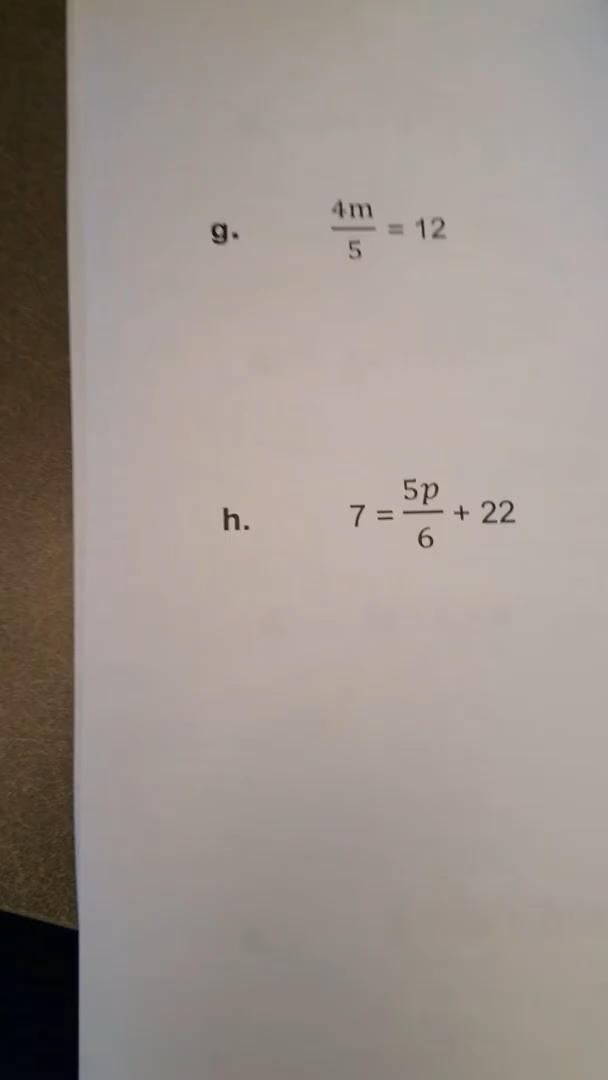 g. 4m/5 = 12
h. 7 = 5p/6 + 22